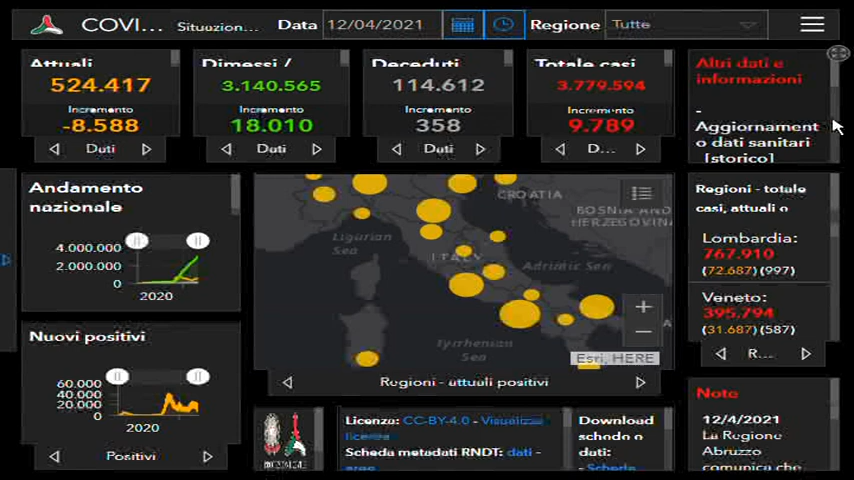 COVI... Situazion... Data 12/04/2021 Regione Tutte
Attuali
524.417
Incremento
-8.588
Dati
Dimessi /
3.140.565
Incremento
18.010
Dati
Deceduti
114.612
Incremento
358
Dati
Totale casi
3.779.594
Incremento
9.789
D...
Altri dati e
informazioni
-
Aggiornament
o dati sanitari
[storico]
Andamento
nazionale
4.000.000
2.000.000
0
2020
Nuovi positivi
60.000
40.000
20.000
0
2020
Positivi
CROATIA
BOSNIA AND
HERZEGOVINA
Ligurian
Sea
ITALY
Adriatic Sea
Tyrrhenian
Sea
Esri, HERE
Regioni - attuali positivi
Regioni - totale
casi, attuali o
Lombardia:
767.910
(72.687) (997)
Veneto:
395.794
(31.687) (587)
R...
Licenza: CC-BY-4.0 - Visualizza
licenza
Scheda metadati RNDT: dati -
aree
Download
schede o
dati:
- Scheda
Note
12/4/2021
La Regione
Abruzzo
comunica che